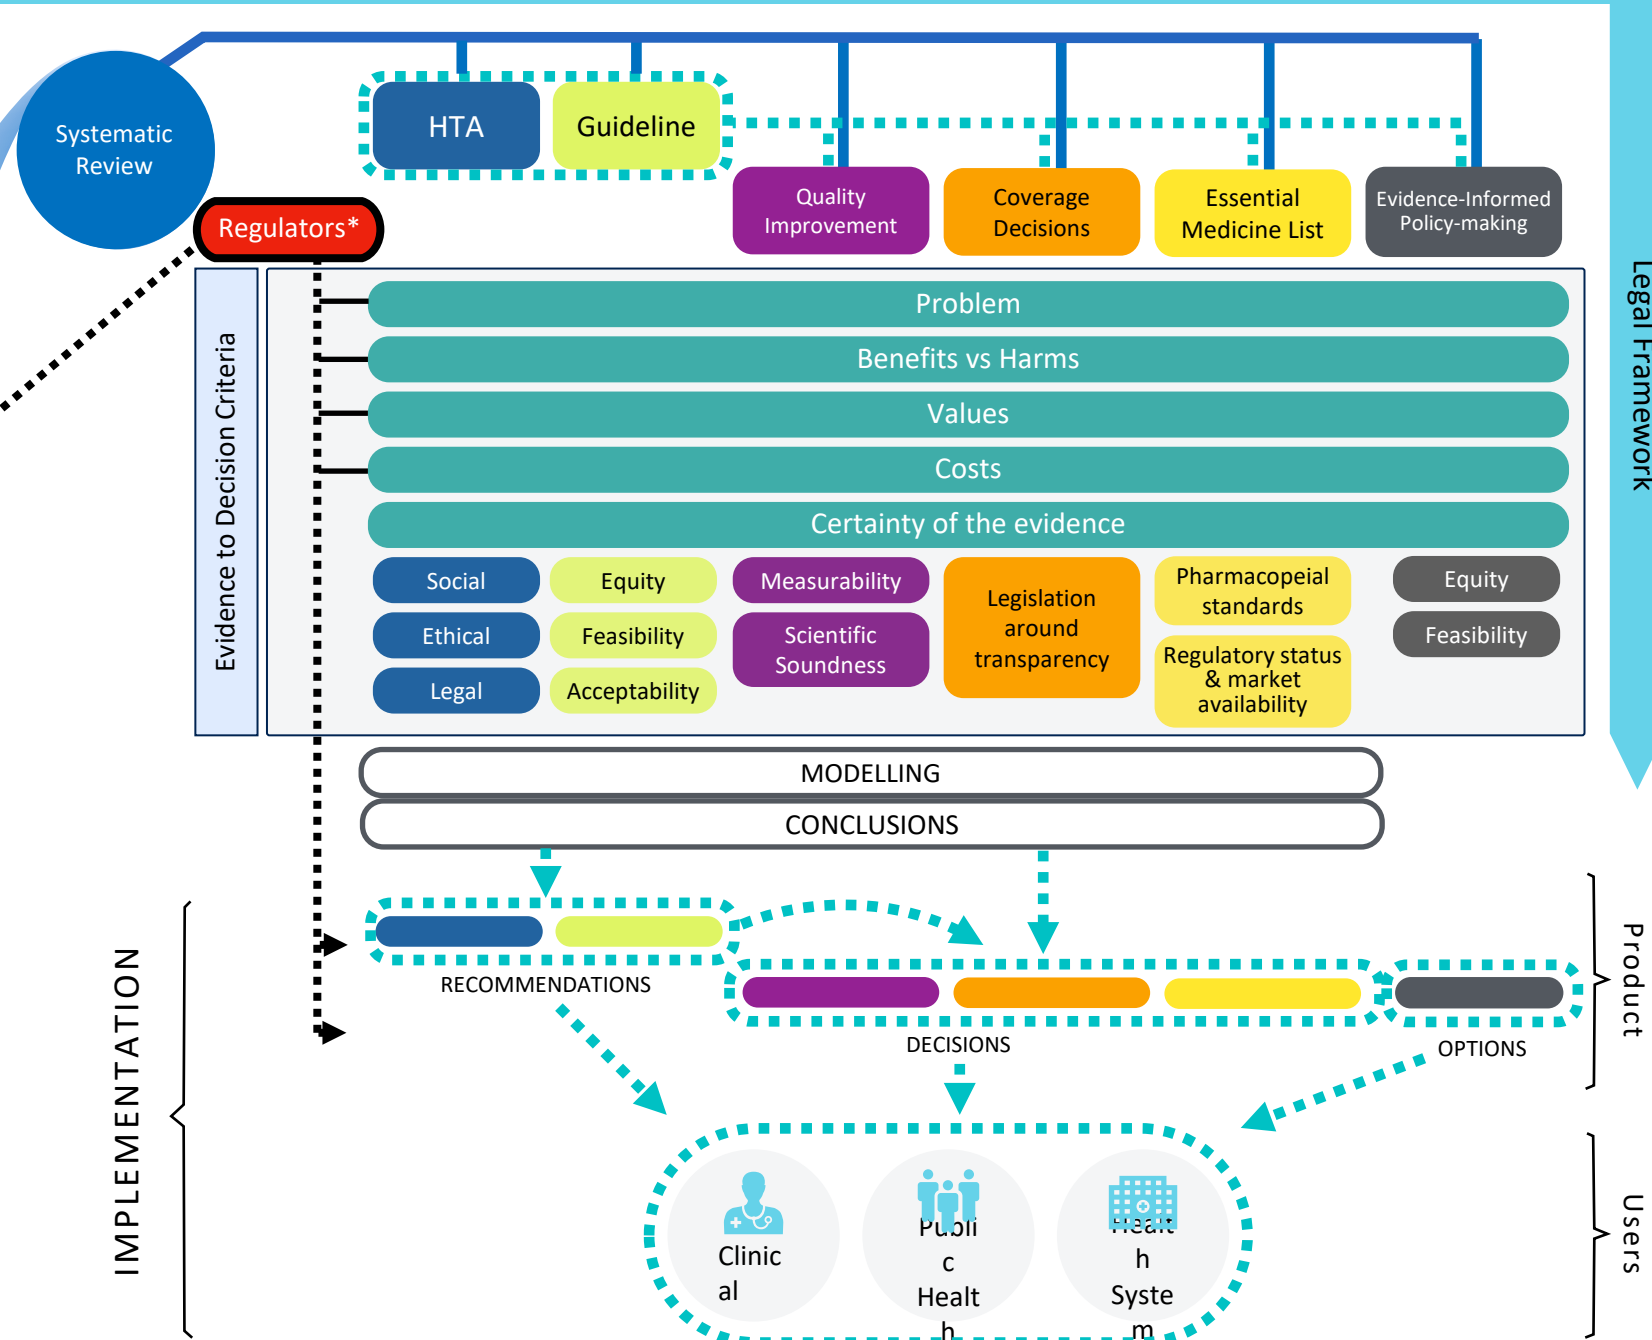 Systematic
Review
HTA
Guideline
Regulators*
Quality
Improvement
Coverage
Decisions
Essential
Medicine List
Evidence-Informed
Policy-making
Legal Framework
Evidence to Decision Criteria
Problem
Benefits vs Harms
Values
Costs
Certainty of the evidence
Social
Ethical
Legal
Equity
Feasibility
Acceptability
Measurability
Scientific
Soundness
Legislation
around
transparency
Pharmacopeial
standards
Regulatory status
& market
availability
Equity
Feasibility
MODELLING
CONCLUSIONS
IMPLEMENTATION
RECOMMENDATIONS
DECISIONS
OPTIONS
Product
Clinic
al
Publi
c
Healt
h
Healt
h
Syste
m
Users